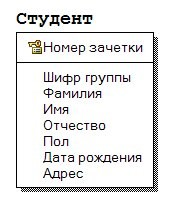 Студент
Номер зачетки
Шифр группы
Фамилия
Имя
Отчество
Пол
Дата рождения
Адрес